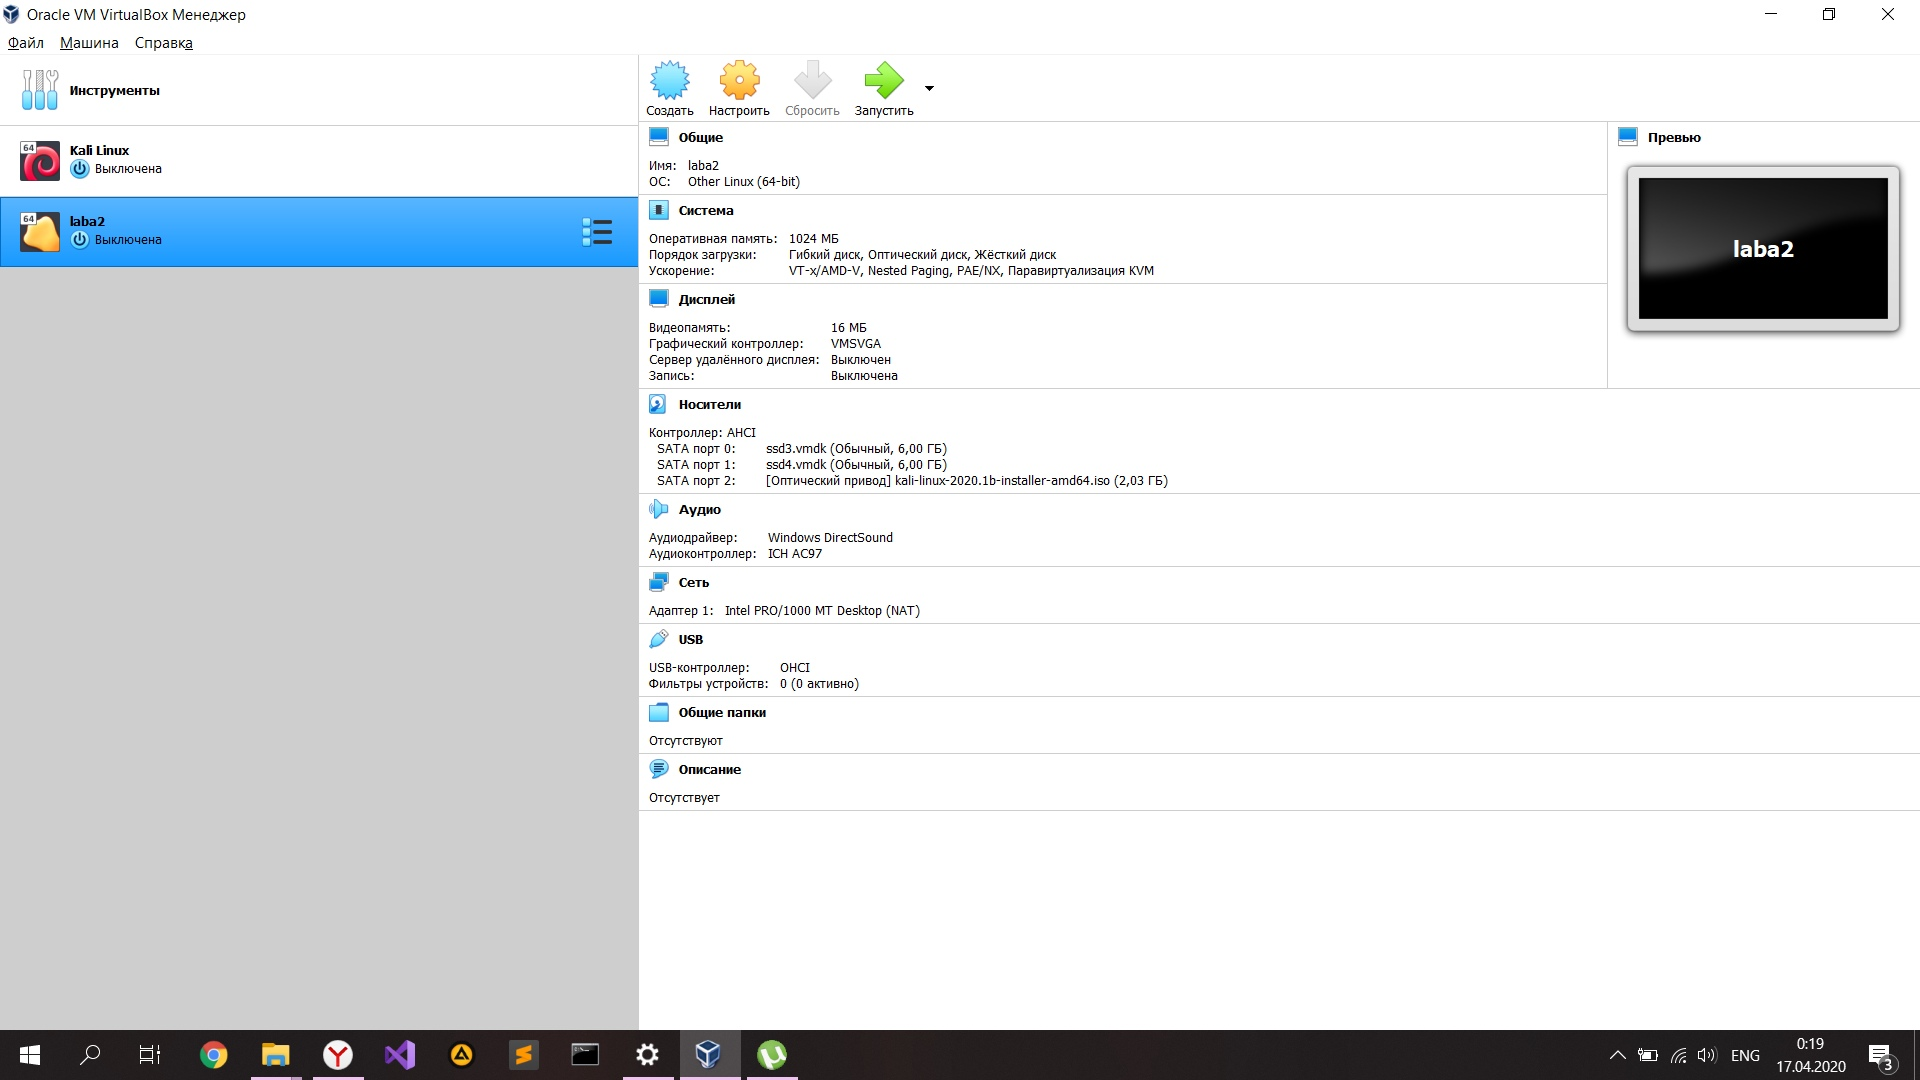 Oracle VM VirtualBox Менеджер
Файл Машина Справка
Инструменты
64
Kali Linux
Выключена
64
laba2
Выключена
Создать Настроить Сбросить Запустить
Общие
Имя: laba2
ОС: Other Linux (64-bit)
Система
Оперативная память: 1024 МБ
Порядок загрузки: Гибкий диск, Оптический диск, Жёсткий диск
Ускорение: VT-x/AMD-V, Nested Paging, PAE/NX, Паравиртуализация KVM
Дисплей
Видеопамять: 16 МБ
Графический контроллер: VMSVGA
Сервер удалённого дисплея: Выключен
Запись: Выключена
Превью
laba2
Носители
Контроллер: AHCI
SATA порт 0: ssd3.vmdk (Обычный, 6,00 ГБ)
SATA порт 1: ssd4.vmdk (Обычный, 6,00 ГБ)
SATA порт 2: [Оптический привод] kali-linux-2020.1b-installer-amd64.iso (2,03 ГБ)
Аудио
Аудиодрайвер: Windows DirectSound
Аудиоконтроллер: ICH AC97
Сеть
Адаптер 1: Intel PRO/1000 MT Desktop (NAT)
USB
USB-контроллер: OHCI
Фильтры устройств: 0 (0 активно)
Общие папки
Отсутствуют
Описание
Отсутствует
ENG
0:19
17.04.2020
3